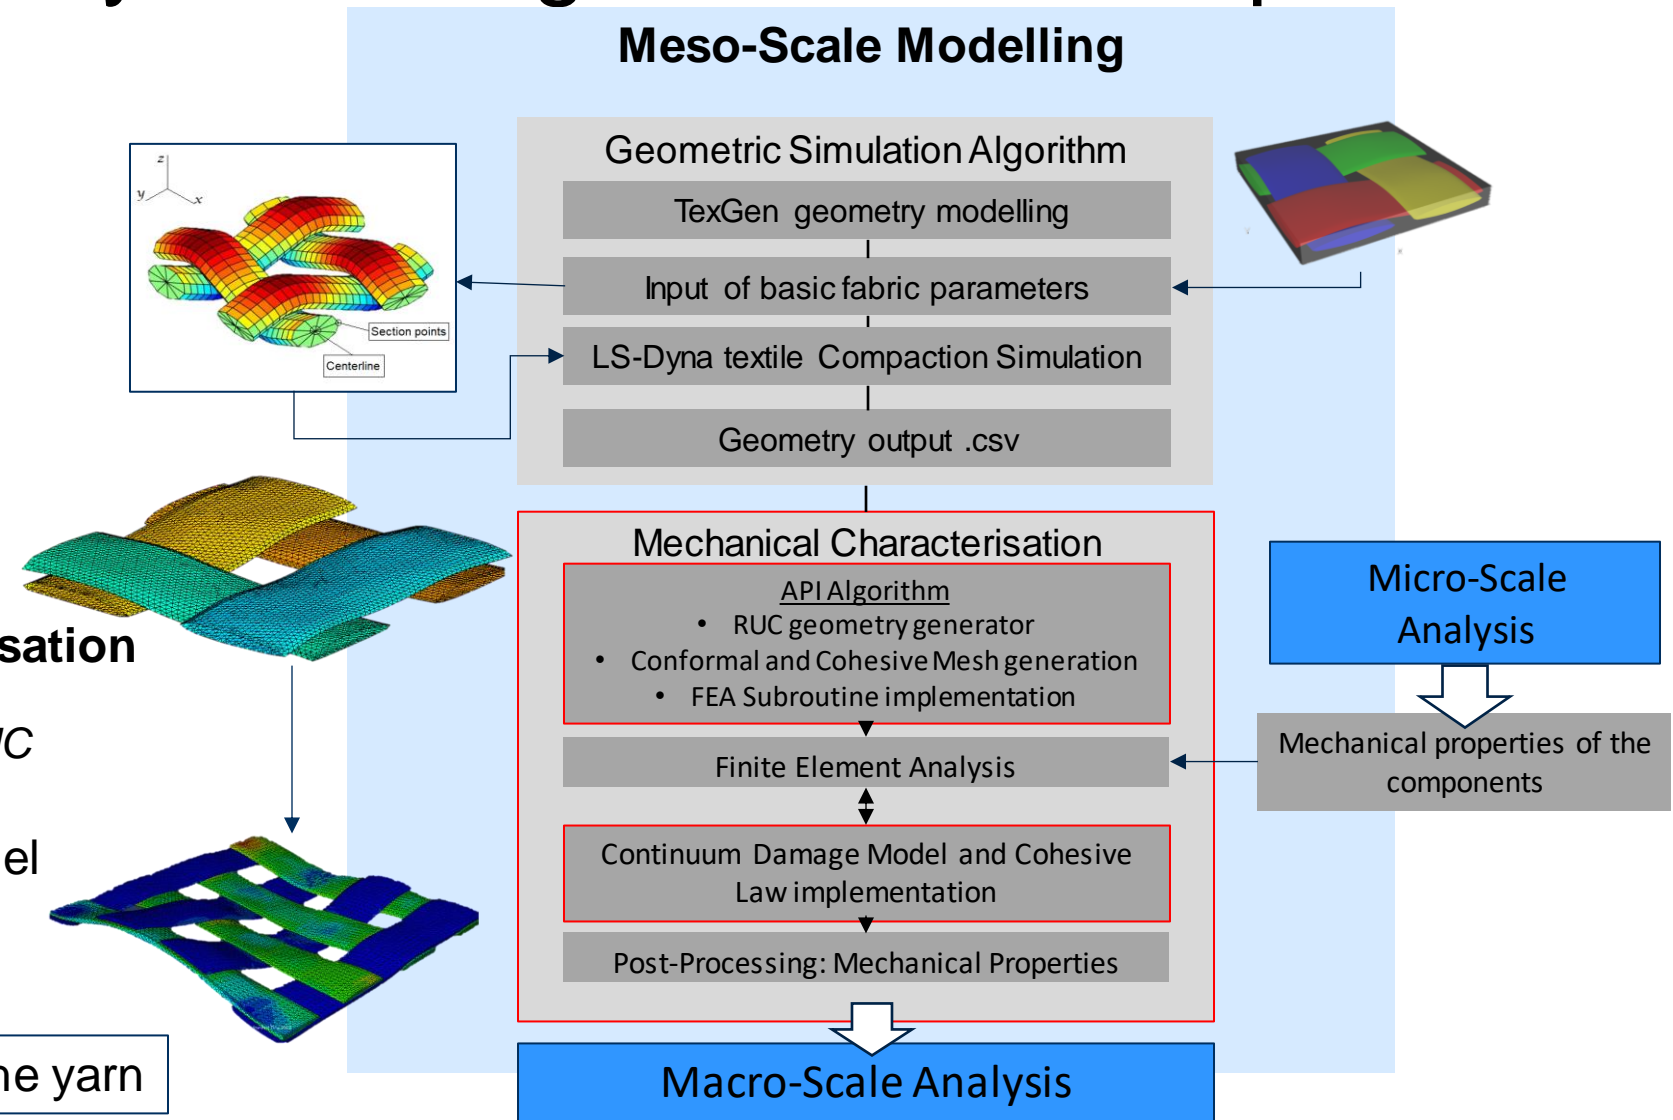 Meso-Scale Modelling
Geometric Simulation Algorithm
TexGen geometry modelling
Input of basic fabric parameters
LS-Dyna textile Compaction Simulation
Geometry output .csv
z
y
x
Section points
Centerline
Mechanical Characterisation
API Algorithm
• RUC geometry generator
• Conformal and Cohesive Mesh generation
• FEA Subroutine implementation
Finite Element Analysis
Continuum Damage Model and Cohesive
Law implementation
Post-Processing: Mechanical Properties
Micro-Scale
Analysis
Mechanical properties of the
components
Macro-Scale Analysis
sation
el
ne yarn